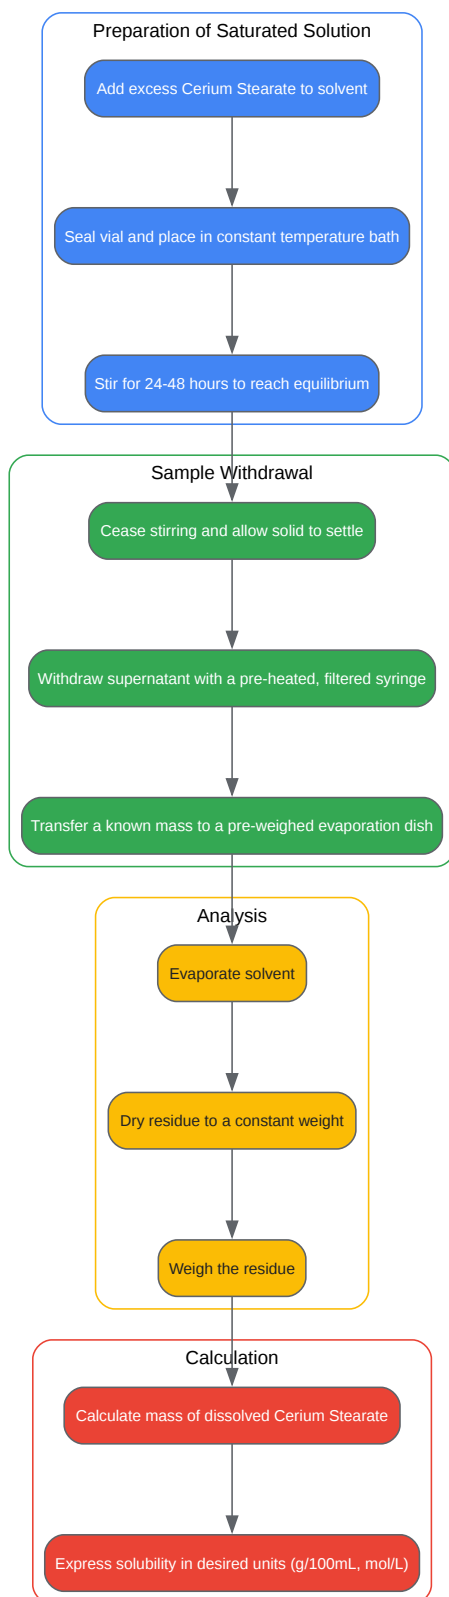 Preparation of Saturated Solution
Add excess Cerium Stearate to solvent
Seal vial and place in constant temperature bath
Stir for 24-48 hours to reach equilibrium
Sample Withdrawal
Cease stirring and allow solid to settle
Withdraw supernatant with a pre-heated, filtered syringe
Transfer a known mass to a pre-weighed evaporation dish
Analysis
Evaporate solvent
Dry residue to a constant weight
Weigh the residue
Calculation
Calculate mass of dissolved Cerium Stearate
Express solubility in desired units (g/100mL, mol/L)